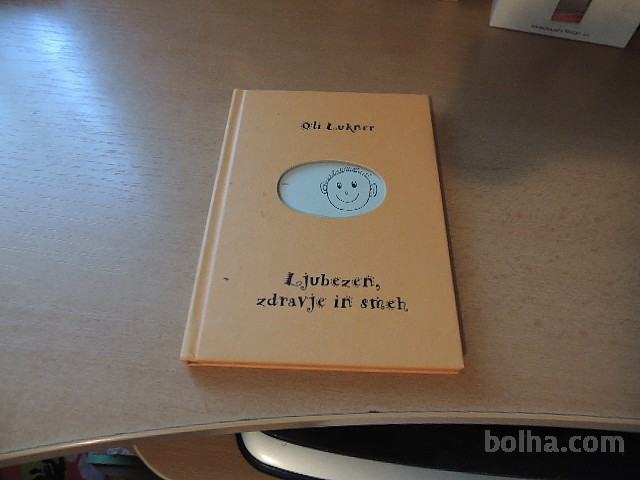 Oli Lukner
Ljubezen,
zdravje in smeh
bolha.com